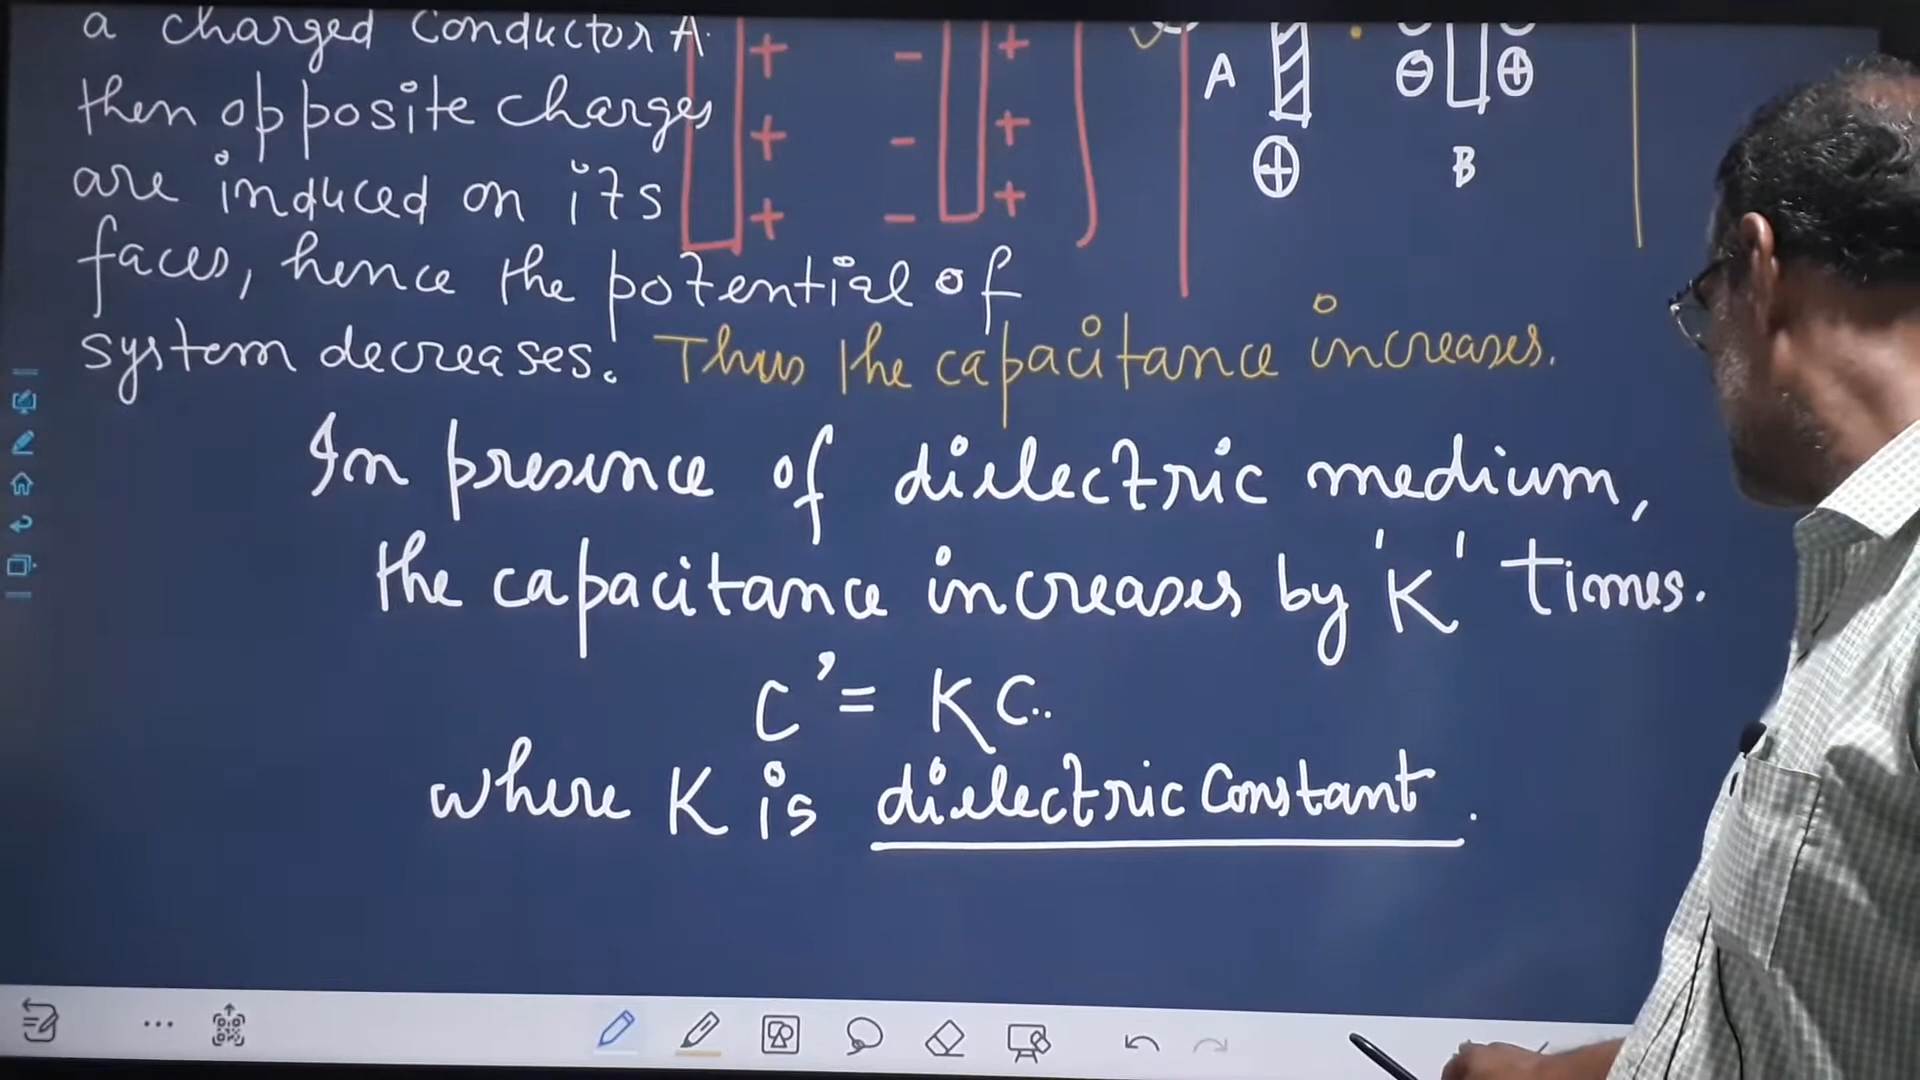 a charged conductor A.
then opposite charges
are induced on its
faces, hence the potential of
system decreases. Thus the capacitance increases.
+ - +
+ - +
+ - +
A ⊖ ⊕
⊕ B
In presence of dielectric medium,
the capacitance increases by 'K' times.
C' = KC..
where K is dielectric Constant.